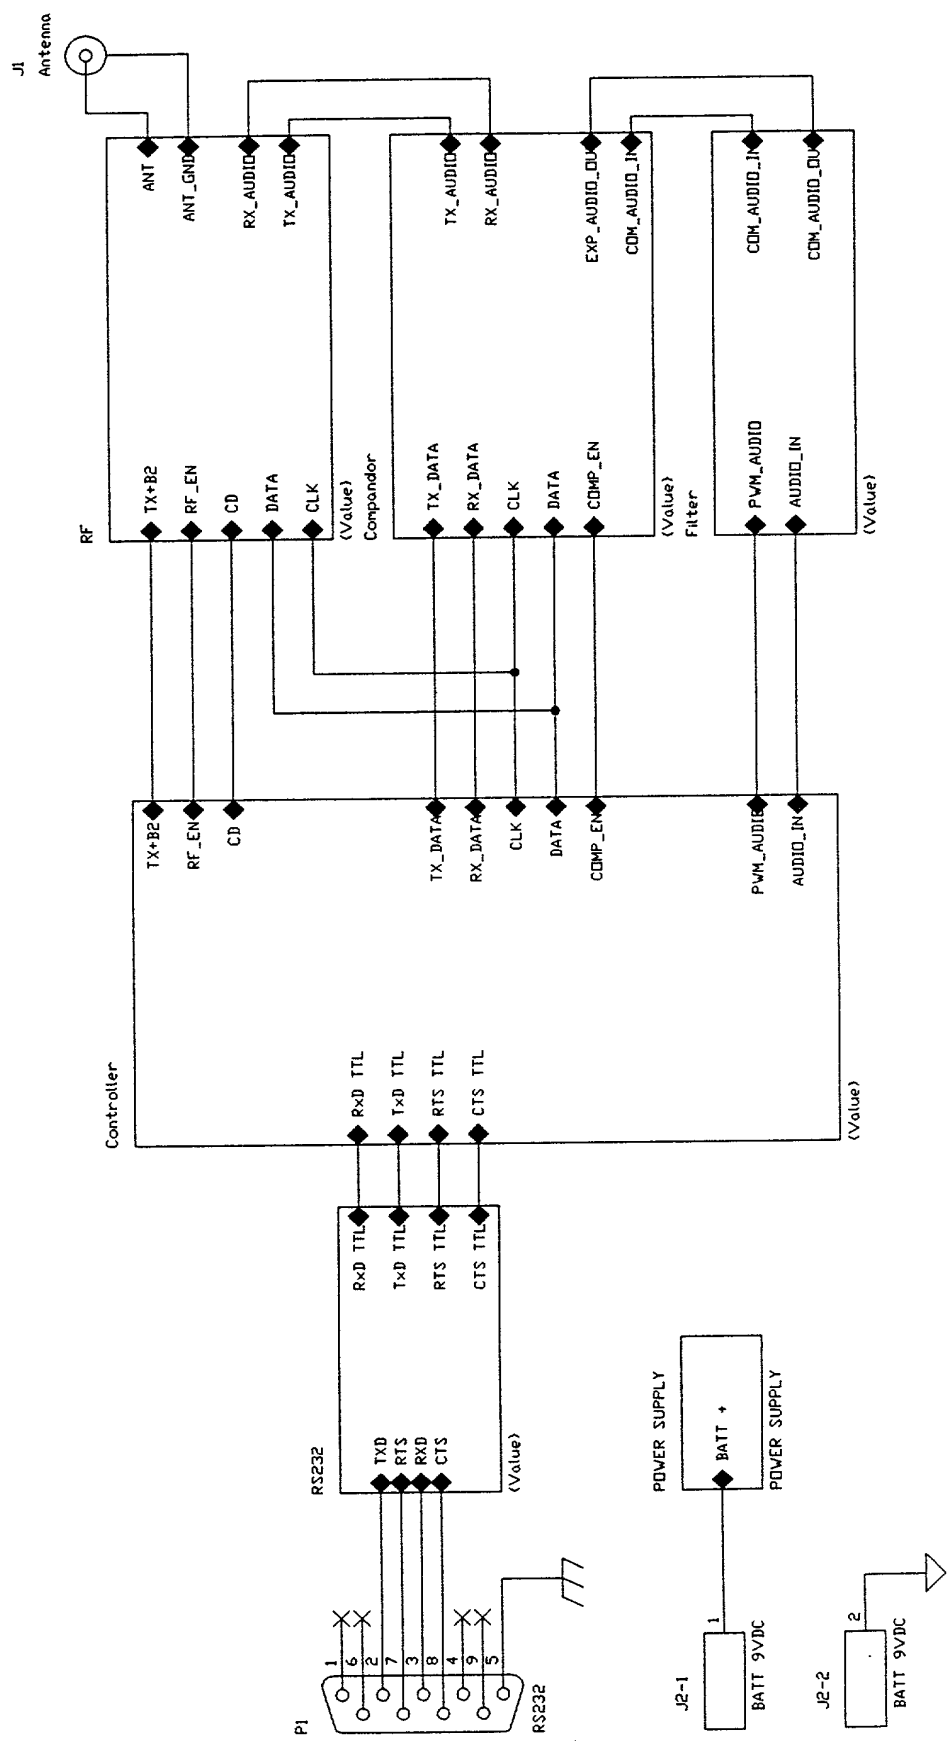 J1
Antenna
RF
ANT
ANT_GND
RX_AUDIO
TX_AUDIO
TX+B2
RF_EN
CD
DATA
CLK
(Value)
Compandor
TX_AUDIO
RX_AUDIO
EXP_AUDIO_OU
COM_AUDIO_IN
TX_DATA
RX_DATA
CLK
DATA
COMP_EN
(Value)
Filter
COM_AUDIO_IN
COM_AUDIO_OU
PWM_AUDIO
AUDIO_IN
(Value)
Controller
TX+B2
RF_EN
CD
TX_DATA
RX_DATA
CLK
DATA
COMP_EN
PWM_AUDIO
AUDIO_IN
RxD TTL
TxD TTL
RTS TTL
CTS TTL
(Value)
RS232
RxD TTL
TxD TTL
RTS TTL
CTS TTL
TXD
RTS
RXD
CTS
(Value)
P1
1
6
2
7
3
8
4
9
5
RS232
POWER SUPPLY
BATT +
POWER SUPPLY
J2-1
1
BATT 9VDC
J2-2
2
BATT 9VDC